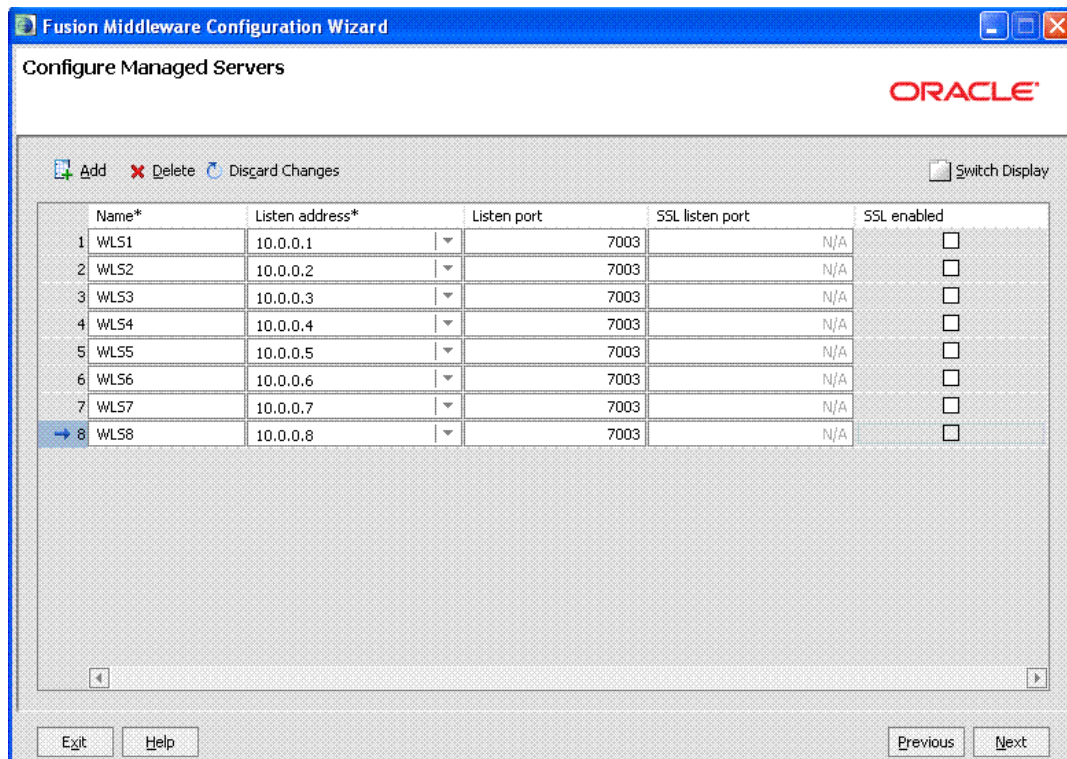 Fusion Middleware Configuration Wizard
Configure Managed Servers
ORACLE
Add Delete Discard Changes Switch Display
Name* Listen address* Listen port SSL listen port SSL enabled
1 WLS1 10.0.0.1 7003 N/A
2 WLS2 10.0.0.2 7003 N/A
3 WLS3 10.0.0.3 7003 N/A
4 WLS4 10.0.0.4 7003 N/A
5 WLS5 10.0.0.5 7003 N/A
6 WLS6 10.0.0.6 7003 N/A
7 WLS7 10.0.0.7 7003 N/A
→ 8 WLS8 10.0.0.8 7003 N/A
Exit Help Previous Next